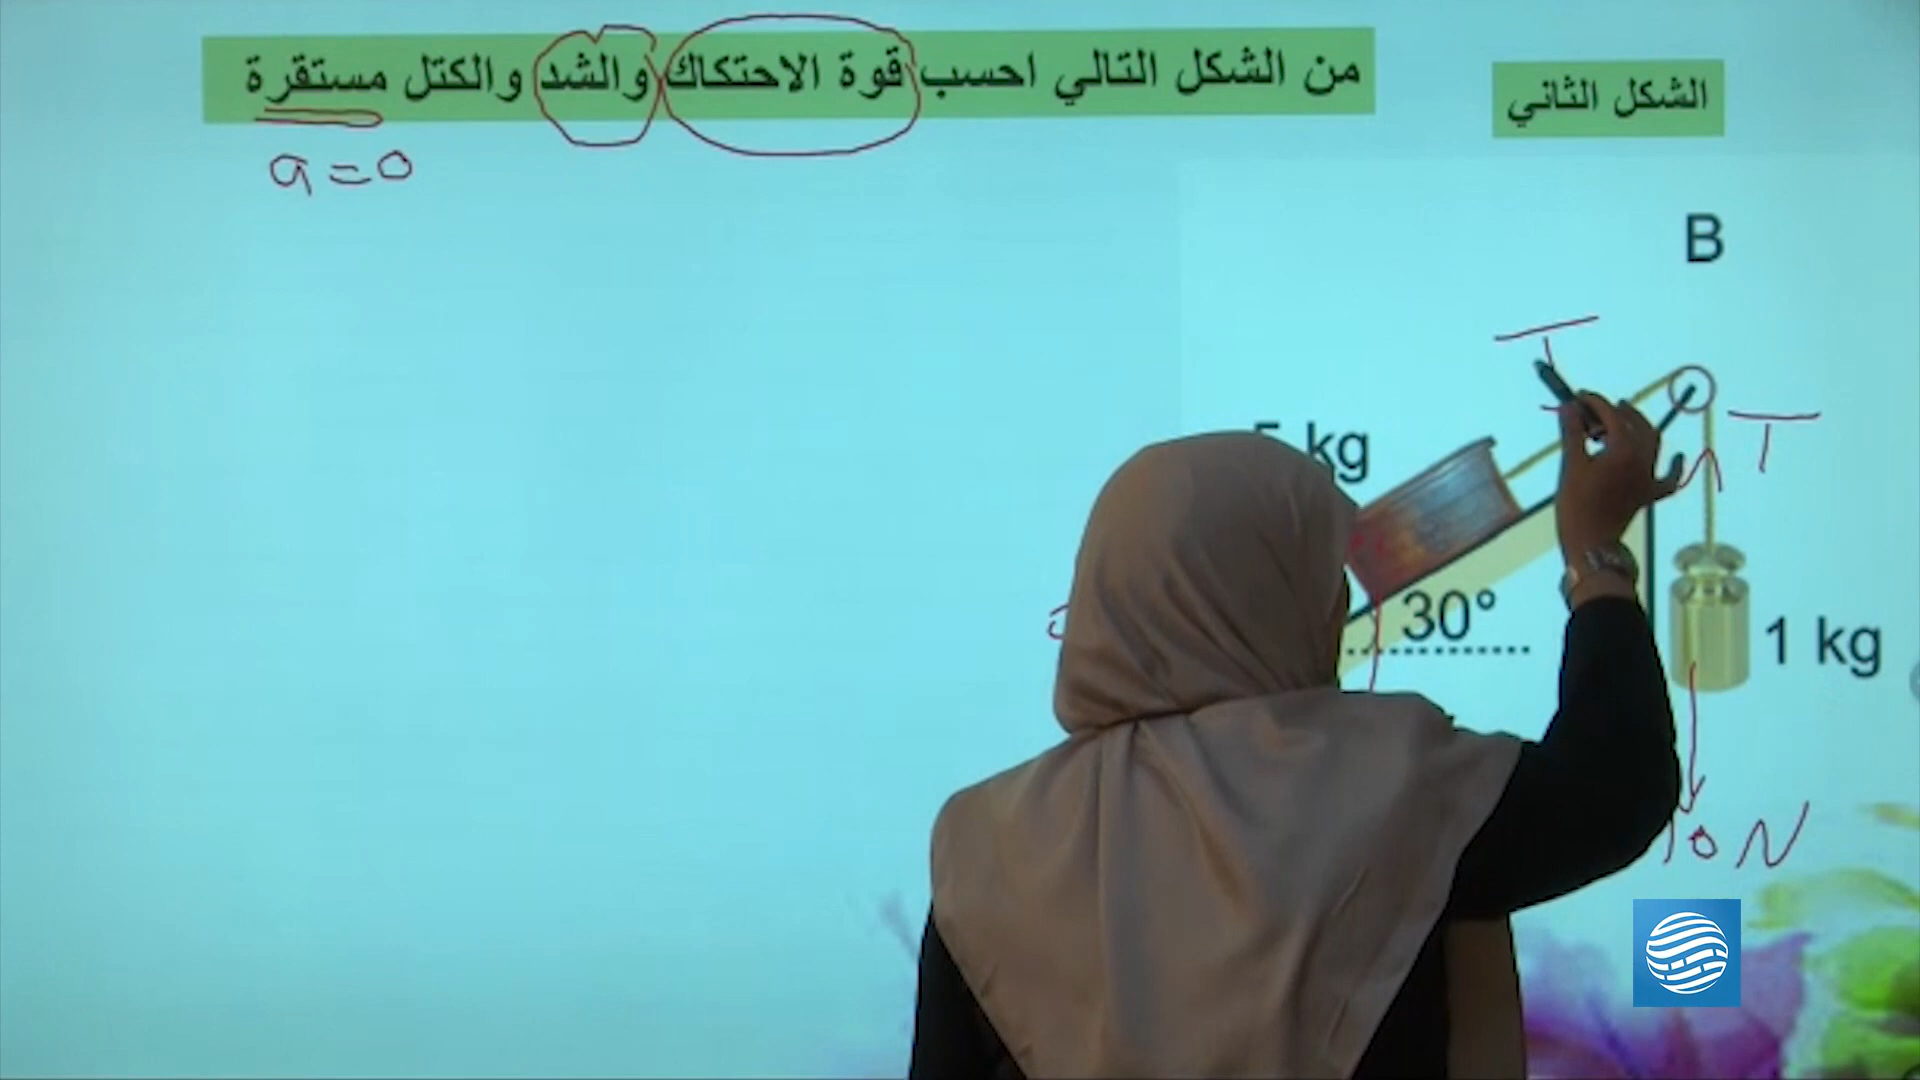 من الشكل التالي احسب قوة الاحتكاك والشد والكتل مستقرة
الشكل الثاني
a = 0
B
T
T
kg
30°
1 kg
10 N